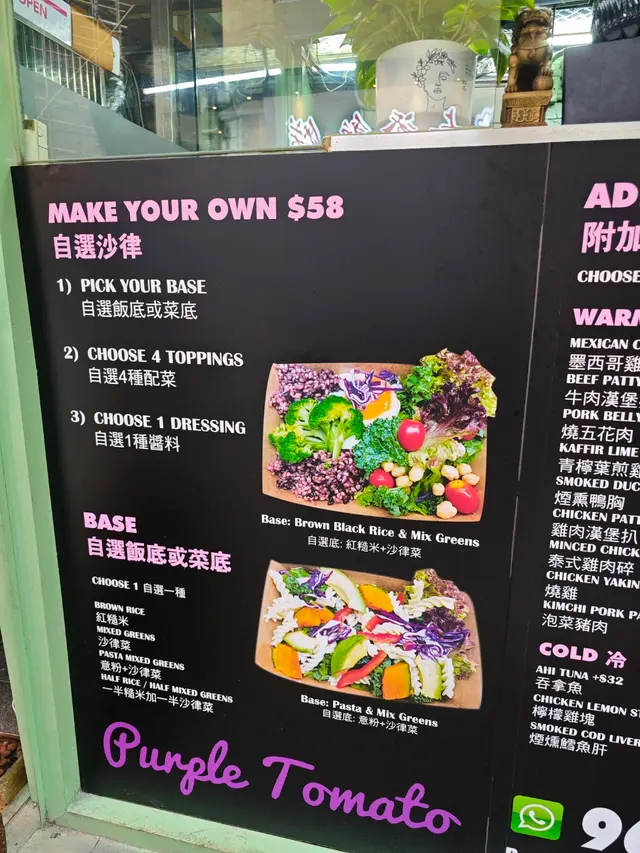 OPEN
MAKE YOUR OWN $58
自選沙律
1) PICK YOUR BASE
自選飯底或菜底
2) CHOOSE 4 TOPPINGS
自選4種配菜
3) CHOOSE 1 DRESSING
自選1種醬料
Base: Brown Black Rice & Mix Greens
自選底: 紅糙米+沙律菜
BASE
自選飯底或菜底
CHOOSE 1 自選一種
BROWN RICE
紅糙米
MIXED GREENS
沙律菜
PASTA MIXED GREENS
意粉+沙律菜
HALF RICE / HALF MIXED GREENS
一半糙米加一半沙律菜
Base: Pasta & Mix Greens
自選底: 意粉+沙律菜
Purple Tomato
AD
附加
CHOOSE
WARM
MEXICAN C
墨西哥雞
BEEF PATTY
牛肉漢堡
PORK BELLY
燒五花肉
KAFFIR LIME
青檸葉煎雞
SMOKED DUC
煙熏鴨胸
CHICKEN PATT
雞肉漢堡扒
MINCED CHICK
泰式雞肉碎
CHICKEN YAKIN
燒雞
KIMCHI PORK PA
泡菜豬肉
COLD 冷
AHI TUNA +$32
吞拿魚
CHICKEN LEMON ST
檸檬雞塊
SMOKED COD LIVER
煙燻鱈魚肝
96